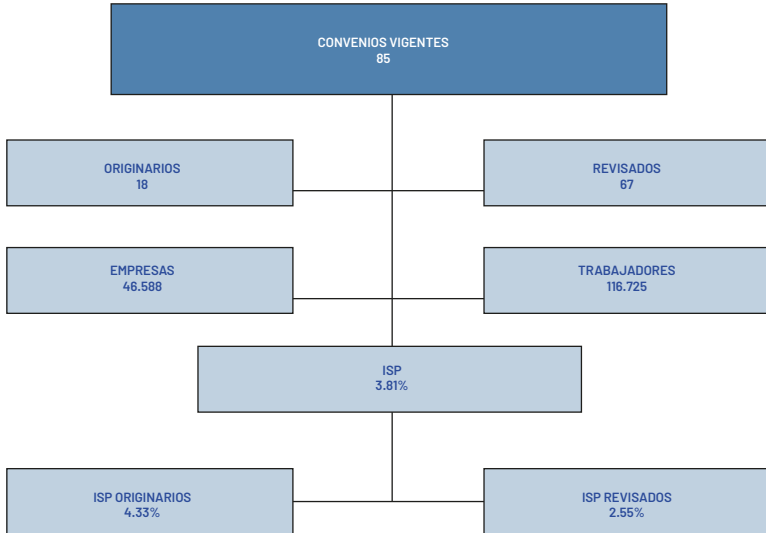 CONVENIOS VIGENTES
85
ORIGINARIOS
18
REVISADOS
67
EMPRESAS
46.588
TRABAJADORES
116.725
ISP
3.81%
ISP ORIGINARIOS
4.33%
ISP REVISADOS
2.55%